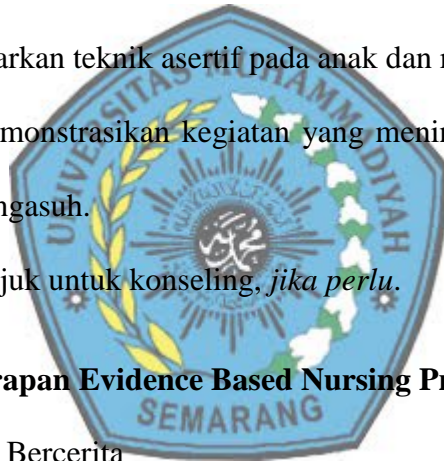 arkan teknik asertif pada anak dan
monstrasikan kegiatan yang menin
ngasuh.
juk untuk konseling, jika perlu.
rapan Evidence Based Nursing Pr
Bercerita
UNIVERSITAS MUHAMMADIYAH
SEMARANG